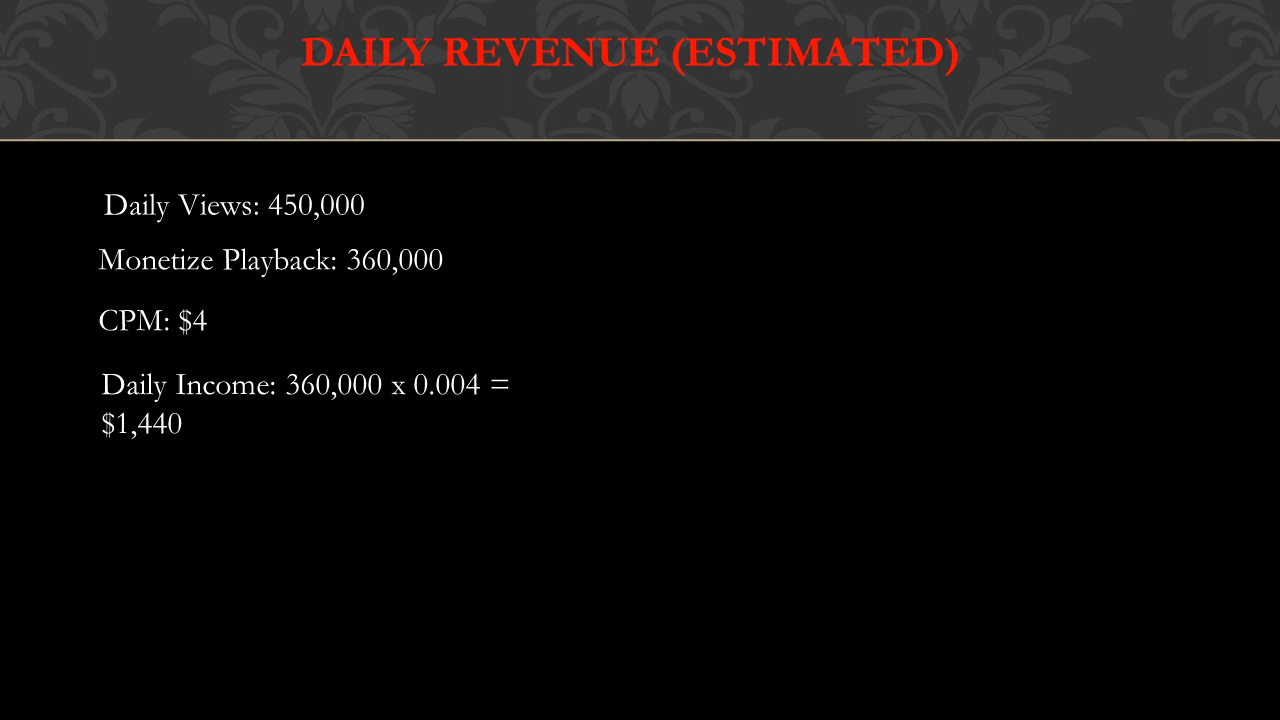 DAILY REVENUE (ESTIMATED)
Daily Views: 450,000
Monetize Playback: 360,000
CPM: $4
Daily Income: 360,000 x 0.004 =
$1,440